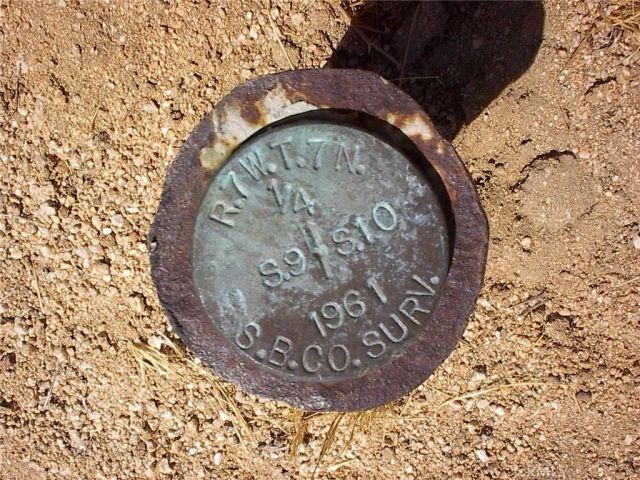 R.7W.T.7N.
1/4
S.9 S.10
1961
S.B.CO.SURV.